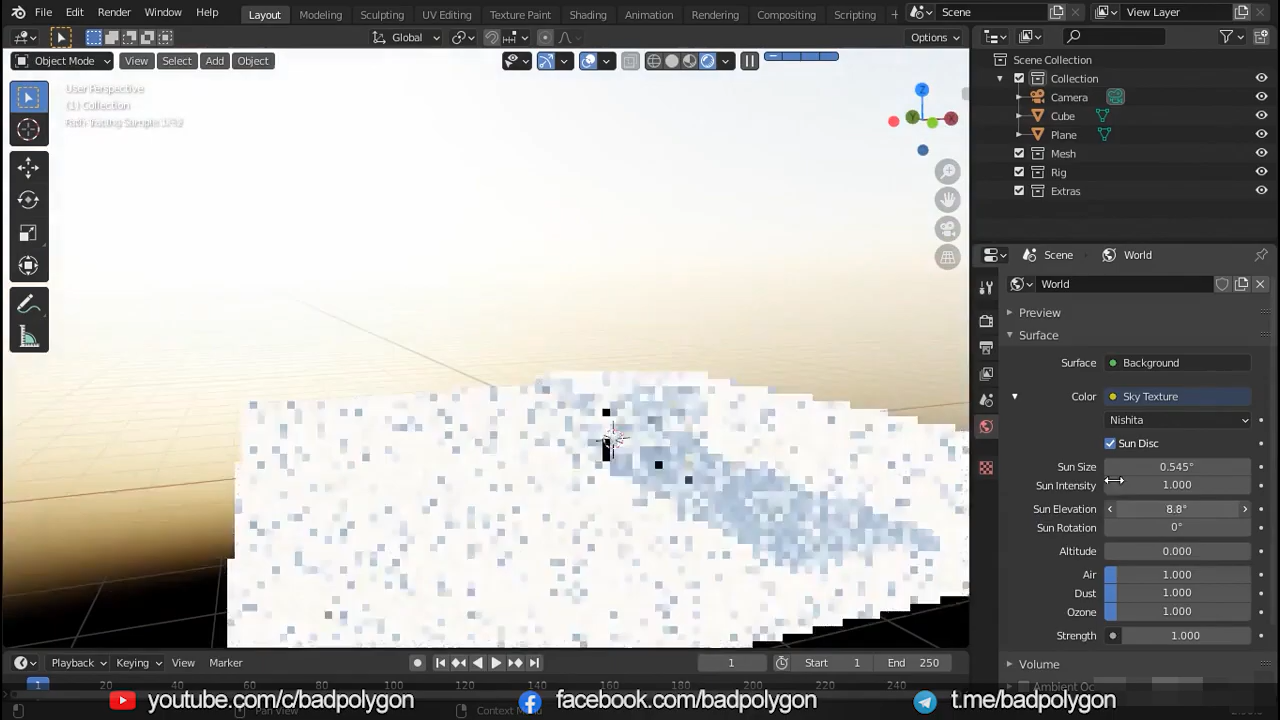 File Edit Render Window Help Layout Modeling Sculpting UV Editing Texture Paint Shading Animation Rendering Compositing Scripting + Scene View Layer
Global Options
Object Mode View Select Add Object
User Perspective
(1) Collection
Path Tracing Sample
Z
Y
X
Scene Collection
Collection
Camera
Cube
Plane
Mesh
Rig
Extras
Scene World
World
Preview
Surface
Surface Background
Color Sky Texture
Nishita
Sun Disc
Sun Size 0.545°
Sun Intensity 1.000
Sun Elevation 8.8°
Sun Rotation 0°
Altitude 0.000
Air 1.000
Dust 1.000
Ozone 1.000
Strength 1.000
Volume
Ambient Oc
Playback Keying View Marker 1 Start 1 End 250
1 20 40 60 80 100 120 140 160 180 200 220 240
youtube.com/c/badpolygon facebook.com/badpolygon t.me/badpolygon
Pan View Context Menu